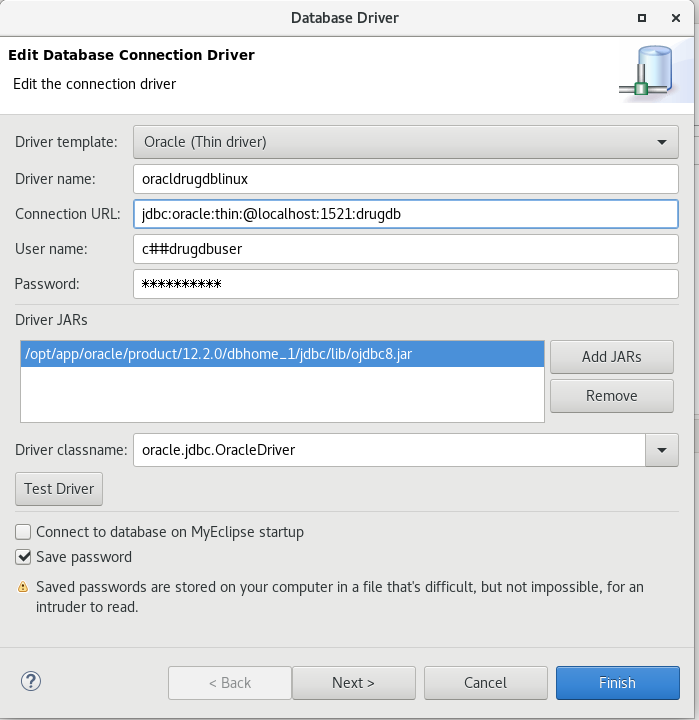 Database Driver
Edit Database Connection Driver
Edit the connection driver
Driver template: Oracle (Thin driver)
Driver name: oracldrugdblinux
Connection URL: jdbc:oracle:thin:@localhost:1521:drugdb
User name: c##drugdbuser
Password: **********
Driver JARs
/opt/app/oracle/product/12.2.0/dbhome_1/jdbc/lib/ojdbc8.jar
Add JARs
Remove
Driver classname: oracle.jdbc.OracleDriver
Test Driver
Connect to database on MyEclipse startup
Save password
Saved passwords are stored on your computer in a file that's difficult, but not impossible, for an
intruder to read.
? < Back Next > Cancel Finish